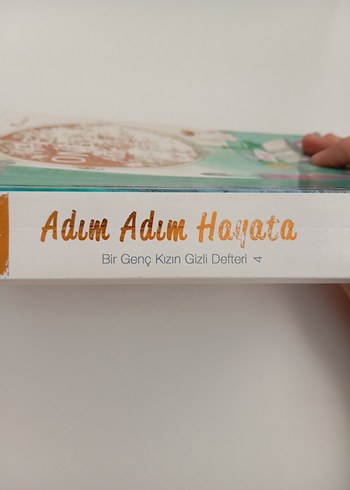 Adım Adım Hayata
Bir Genç Kızın Gizli Defteri 4